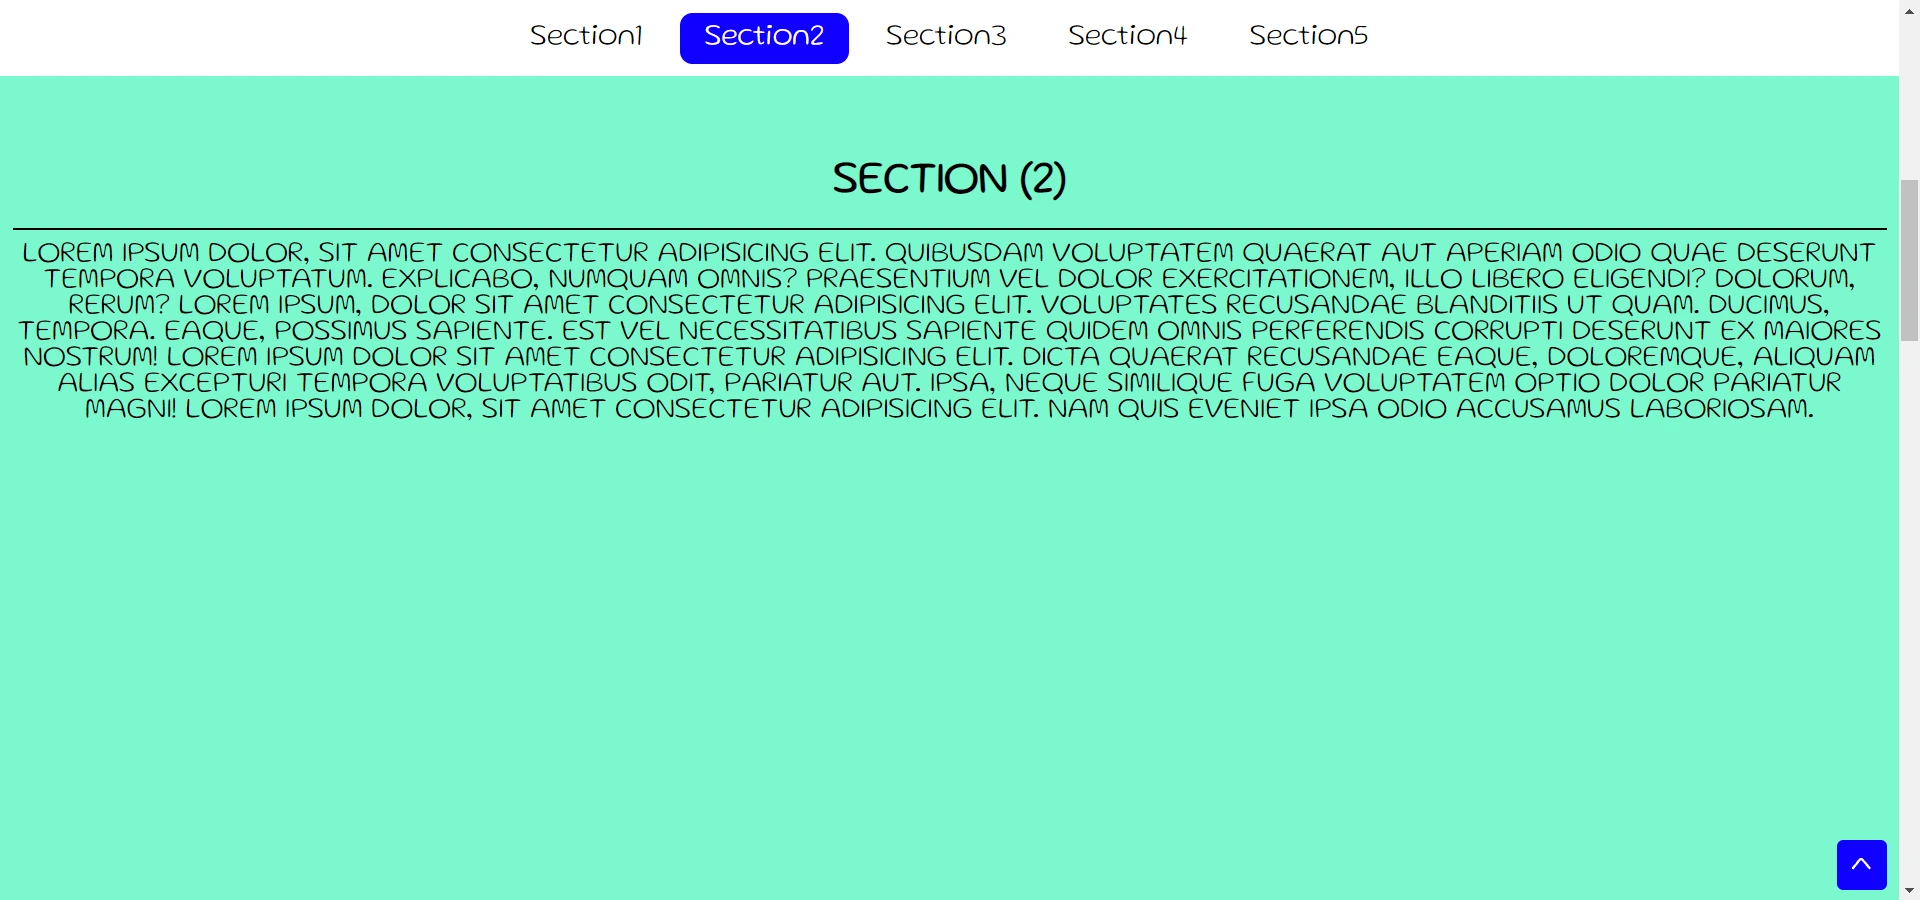 Section1 Section2 Section3 Section4 Section5
SECTION (2)
LOREM IPSUM DOLOR, SIT AMET CONSECTETUR ADIPISICING ELIT. QUIBUSDAM VOLUPTATEM QUAERAT AUT APERIAM ODIO QUAE DESERUNT
TEMPORA VOLUPTATUM. EXPLICABO, NUMQUAM OMNIS? PRAESENTIUM VEL DOLOR EXERCITATIONEM, ILLO LIBERO ELIGENDI? DOLORUM,
RERUM? LOREM IPSUM, DOLOR SIT AMET CONSECTETUR ADIPISICING ELIT. VOLUPTATES RECUSANDAE BLANDITIIS UT QUAM. DUCIMUS,
TEMPORA. EAQUE, POSSIMUS SAPIENTE. EST VEL NECESSITATIBUS SAPIENTE QUIDEM OMNIS PERFERENDIS CORRUPTI DESERUNT EX MAIORES
NOSTRUM! LOREM IPSUM DOLOR SIT AMET CONSECTETUR ADIPISICING ELIT. DICTA QUAERAT RECUSANDAE EAQUE, DOLOREMQUE, ALIQUAM
ALIAS EXCEPTURI TEMPORA VOLUPTATIBUS ODIT, PARIATUR AUT. IPSA, NEQUE SIMILIQUE FUGA VOLUPTATEM OPTIO DOLOR PARIATUR
MAGNI! LOREM IPSUM DOLOR, SIT AMET CONSECTETUR ADIPISICING ELIT. NAM QUIS EVENIET IPSA ODIO ACCUSAMUS LABORIOSAM.